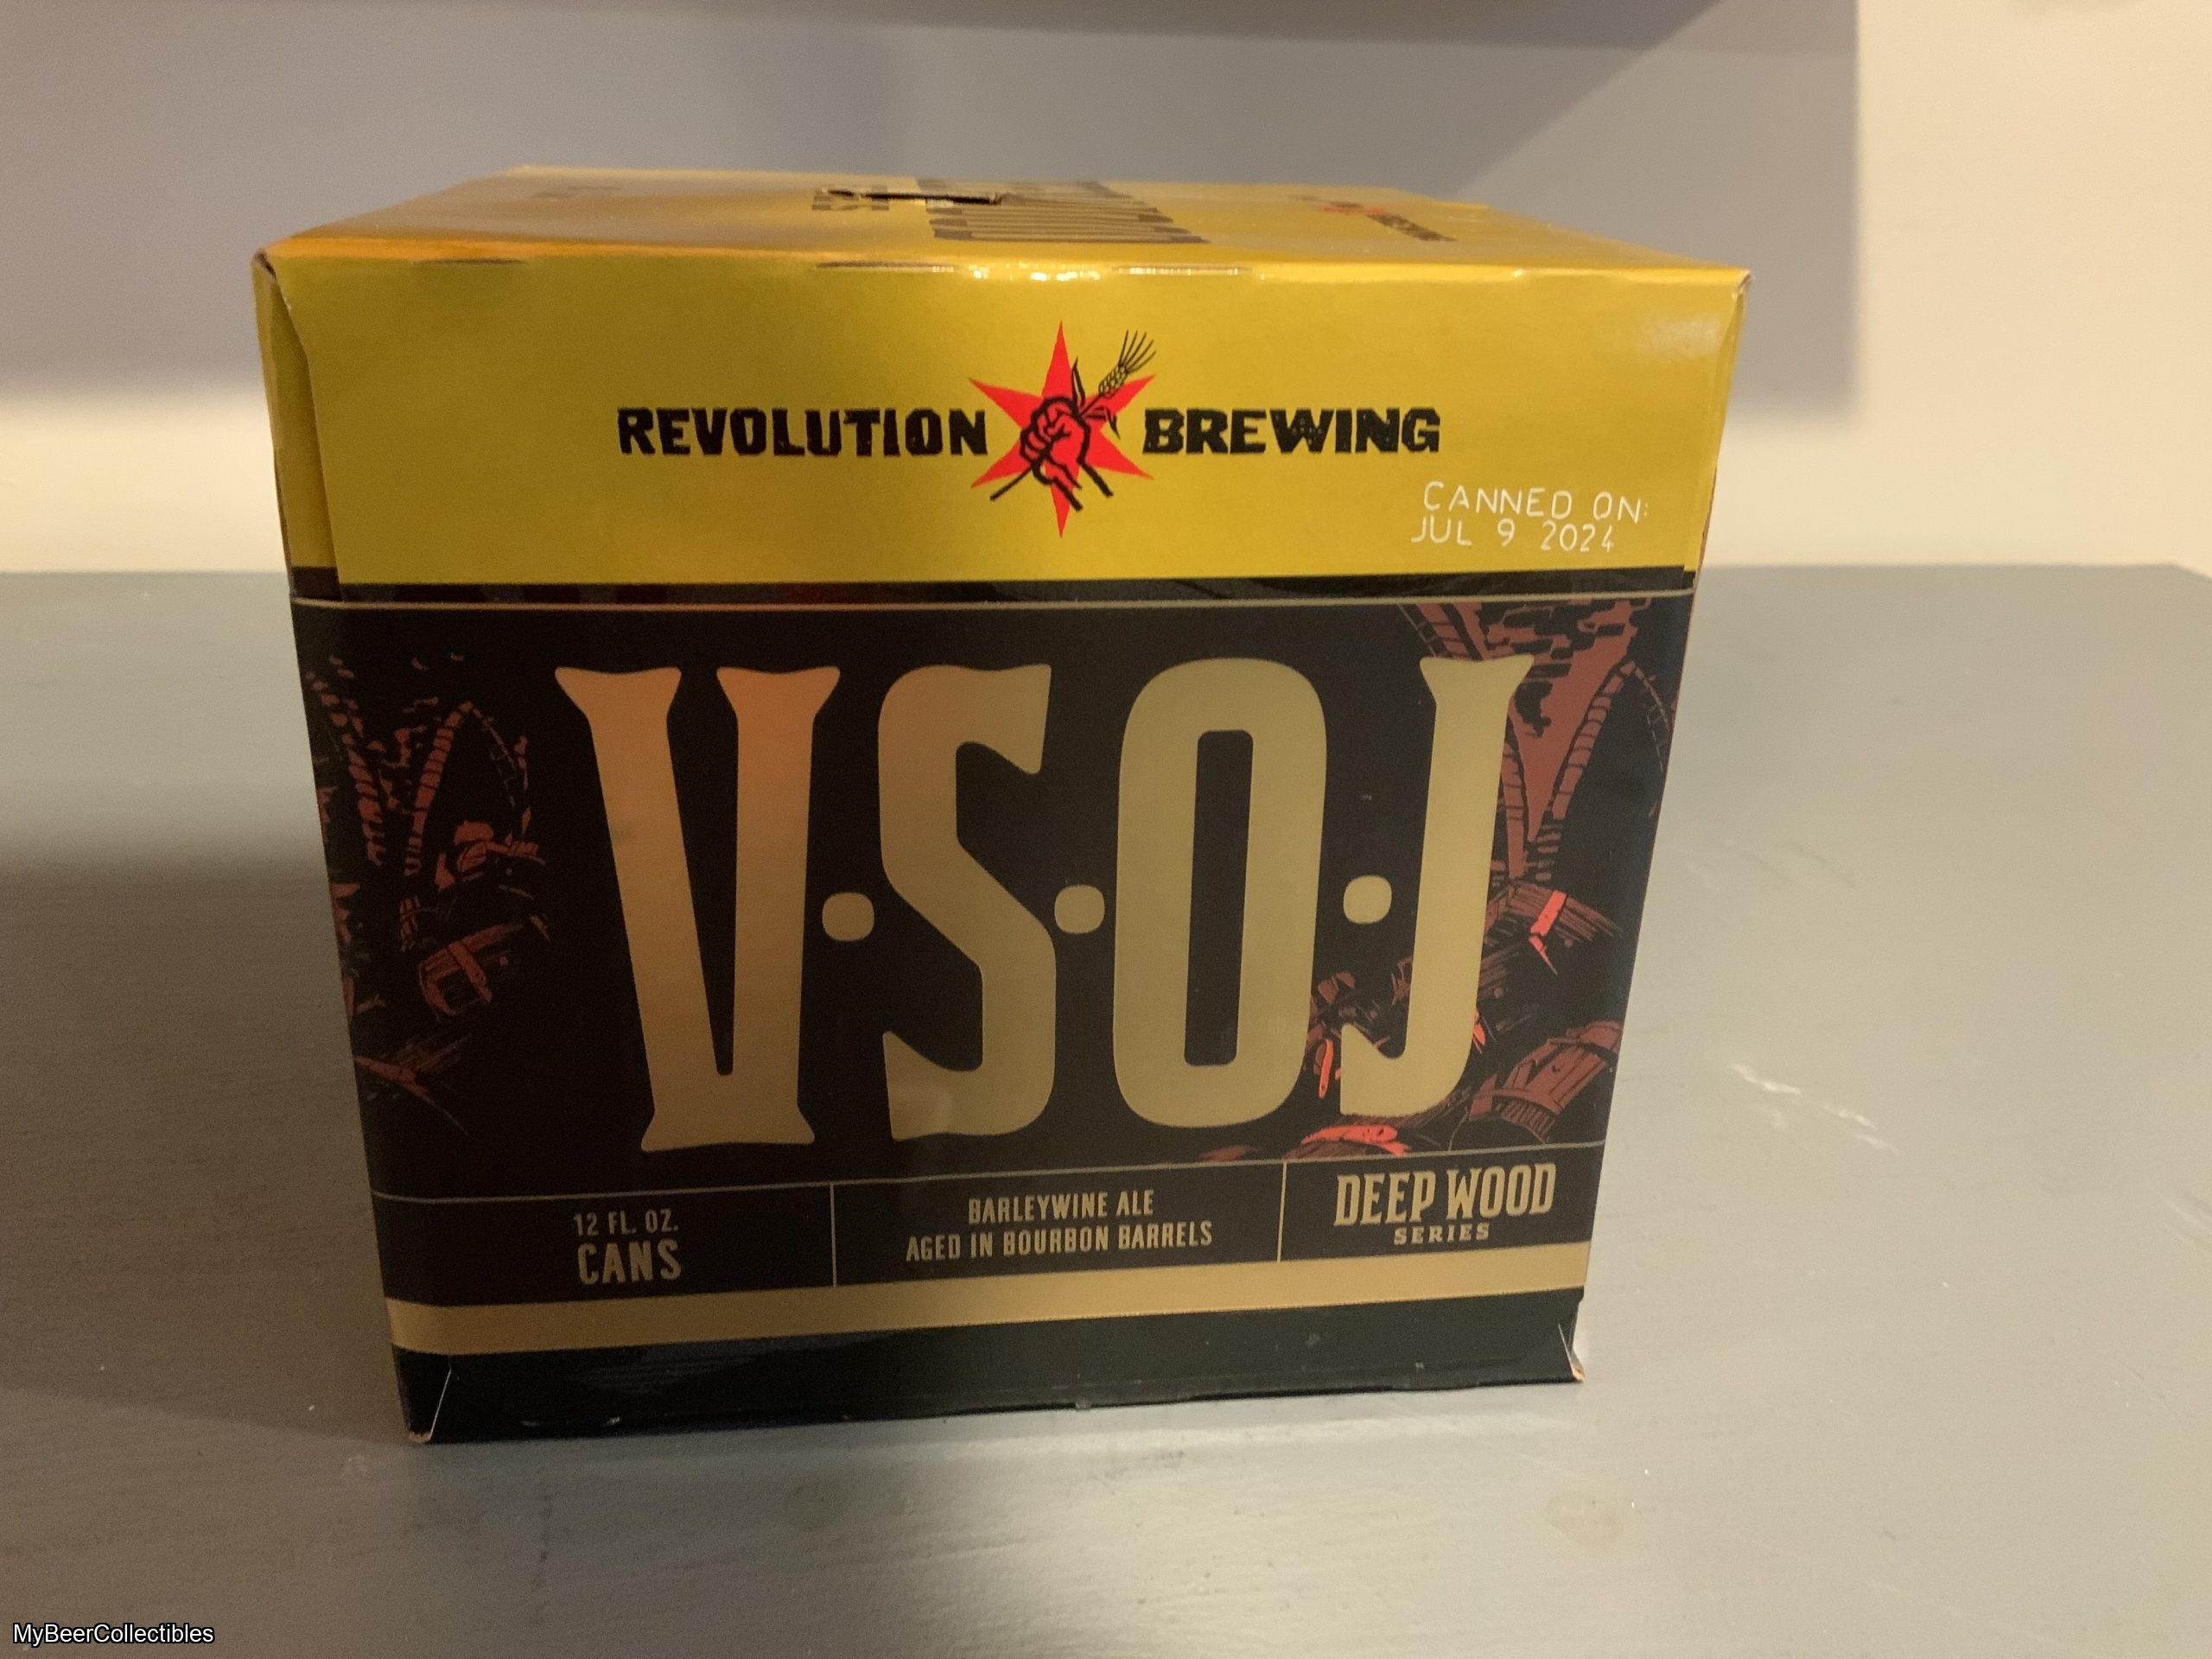 REVOLUTION BREWING
CANNED ON:
JUL 9 2024
V·S·O·J
12 FL. OZ.
CANS
BARLEYWINE ALE
AGED IN BOURBON BARRELS
DEEP WOOD
SERIES
MyBeerCollectibles